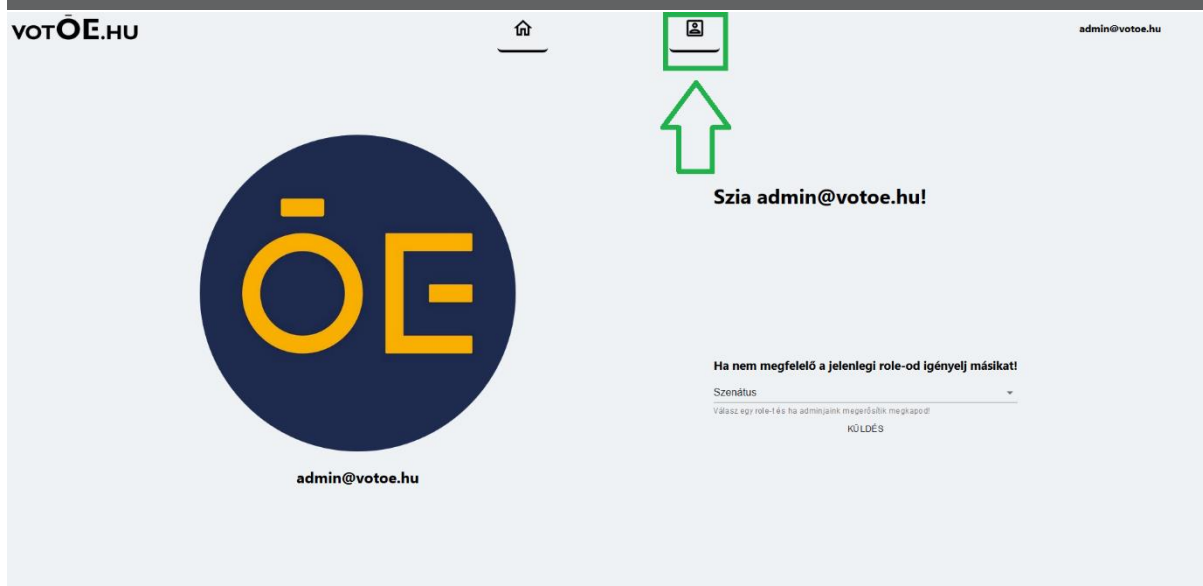 VOTŌE.HU
admin@votoe.hu
ŌE
admin@votoe.hu
Szia admin@votoe.hu!
Ha nem megfelelő a jelenlegi role-od igényelj másikat!
Szenátus
Válasz egy role-t és ha adminjaink megerősítik megkapod!
KÜLDÉS